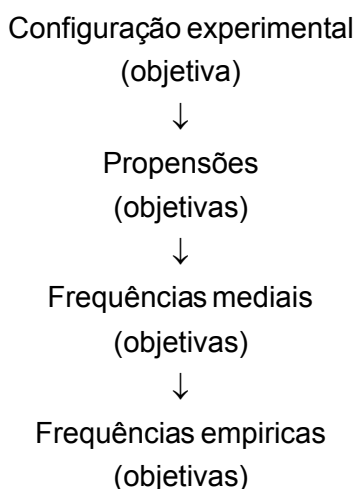 Configuração experimental
(objetiva)
↓
Propensões
(objetivas)
↓
Frequências mediais
(objetivas)
↓
Frequências empiricas
(objetivas)